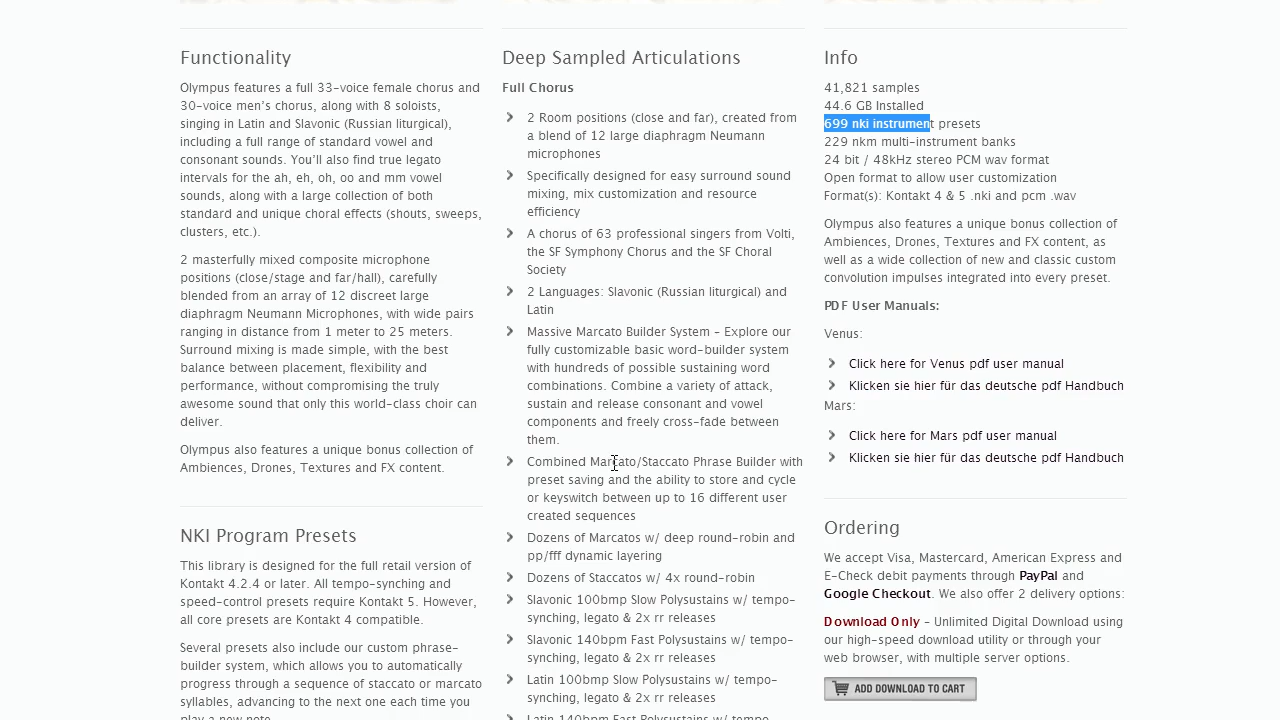 Functionality
Olympus features a full 33-voice female chorus and
30-voice men's chorus, along with 8 soloists,
singing in Latin and Slavonic (Russian liturgical),
including a full range of standard vowel and
consonant sounds. You'll also find true legato
intervals for the ah, eh, oh, oo and mm vowel
sounds, along with a large collection of both
standard and unique choral effects (shouts, sweeps,
clusters, etc.).
2 masterfully mixed composite microphone
positions (close/stage and far/hall), carefully
blended from an array of 12 discreet large
diaphragm Neumann Microphones, with wide pairs
ranging in distance from 1 meter to 25 meters.
Surround mixing is made simple, with the best
balance between placement, flexibility and
performance, without compromising the truly
awesome sound that only this world-class choir can
deliver.
Olympus also features a unique bonus collection of
Ambiences, Drones, Textures and FX content.
NKI Program Presets
This library is designed for the full retail version of
Kontakt 4.2.4 or later. All tempo-synching and
speed-control presets require Kontakt 5. However,
all core presets are Kontakt 4 compatible.
Several presets also include our custom phrase-
builder system, which allows you to automatically
progress through a sequence of staccato or marcato
syllables, advancing to the next one each time you
play a new note.
Deep Sampled Articulations
Full Chorus
2 Room positions (close and far), created from
a blend of 12 large diaphragm Neumann
microphones
Specifically designed for easy surround sound
mixing, mix customization and resource
efficiency
A chorus of 63 professional singers from Volti,
the SF Symphony Chorus and the SF Choral
Society
2 Languages: Slavonic (Russian liturgical) and
Latin
Massive Marcato Builder System - Explore our
fully customizable basic word-builder system
with hundreds of possible sustaining word
combinations. Combine a variety of attack,
sustain and release consonant and vowel
components and freely cross-fade between
them.
Combined Marcato/Staccato Phrase Builder with
preset saving and the ability to store and cycle
or keyswitch between up to 16 different user
created sequences
Dozens of Marcatos w/ deep round-robin and
pp/fff dynamic layering
Dozens of Staccatos w/ 4x round-robin
Slavonic 100bmp Slow Polysustains w/ tempo-
synching, legato & 2x rr releases
Slavonic 140bpm Fast Polysustains w/ tempo-
synching, legato & 2x rr releases
Latin 100bmp Slow Polysustains w/ tempo-
synching, legato & 2x rr releases
Latin 140bpm Fast Polysustains w/ tempo-
Info
41,821 samples
44.6 GB Installed
699 nki instrument presets
229 nkm multi-instrument banks
24 bit / 48kHz stereo PCM wav format
Open format to allow user customization
Format(s): Kontakt 4 & 5 .nki and pcm .wav
Olympus also features a unique bonus collection of
Ambiences, Drones, Textures and FX content, as
well as a wide collection of new and classic custom
convolution impulses integrated into every preset.
PDF User Manuals:
Venus:
Click here for Venus pdf user manual
Klicken sie hier für das deutsche pdf Handbuch
Mars:
Click here for Mars pdf user manual
Klicken sie hier für das deutsche pdf Handbuch
Ordering
We accept Visa, Mastercard, American Express and
E-Check debit payments through PayPal and
Google Checkout. We also offer 2 delivery options:
Download Only - Unlimited Digital Download using
our high-speed download utility or through your
web browser, with multiple server options.
ADD DOWNLOAD TO CART